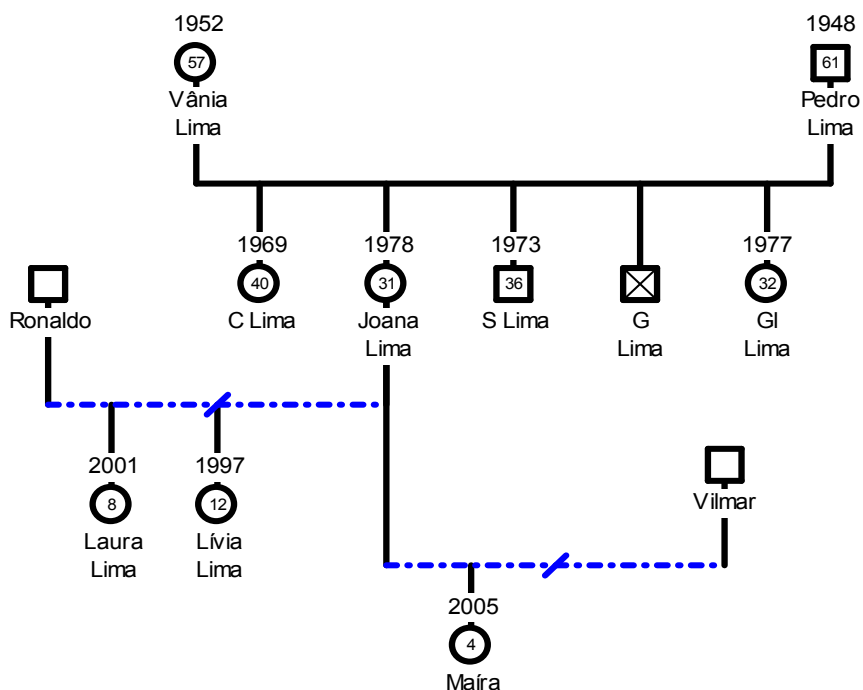 1952 1948
57 61
Vânia Pedro
Lima Lima
1969 1978 1973 1977
40 31 36 32
Ronaldo C Lima Joana S Lima G Gl
Lima Lima Lima
2001 1997
8 12
Laura Lívia
Lima Lima
Vilmar
2005
4
Maíra